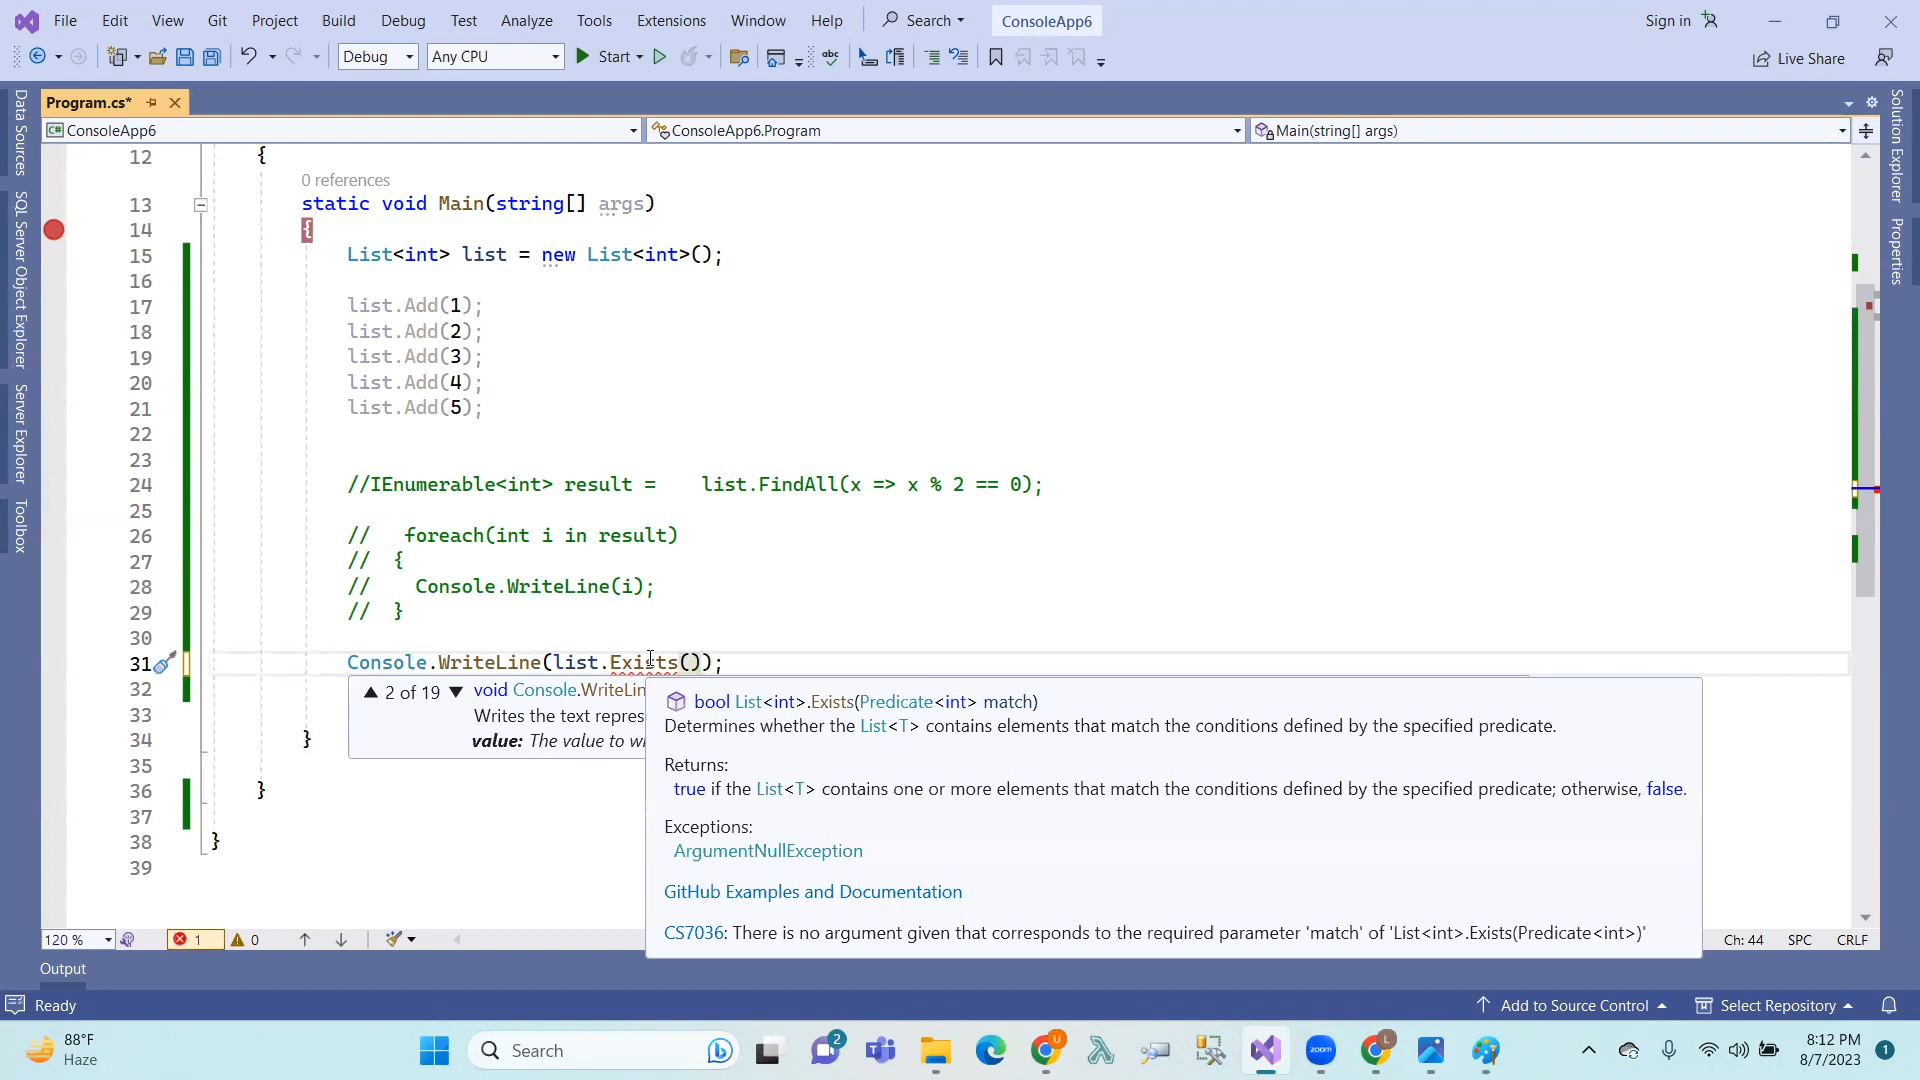 File Edit View Git Project Build Debug Test Analyze Tools Extensions Window Help Search ConsoleApp6 Sign in
Debug Any CPU Start Live Share
Data Sources
SQL Server Object Explorer
Server Explorer
Toolbox
Program.cs*
ConsoleApp6 ConsoleApp6.Program Main(string[] args)
12 {
0 references
13 static void Main(string[] args)
14 {
15 List<int> list = new List<int>();
16
17 list.Add(1);
18 list.Add(2);
19 list.Add(3);
20 list.Add(4);
21 list.Add(5);
22
23
24 //IEnumerable<int> result =    list.FindAll(x => x % 2 == 0);
25
26 //   foreach(int i in result)
27 //  {
28 //    Console.WriteLine(i);
29 //  }
30
31 Console.WriteLine(list.Exists());
32
33
34 }
35
36 }
37
38 }
39
2 of 19 void Console.WriteLin
Writes the text repres
value: The value to w
bool List<int>.Exists(Predicate<int> match)
Determines whether the List<T> contains elements that match the conditions defined by the specified predicate.
Returns:
true if the List<T> contains one or more elements that match the conditions defined by the specified predicate; otherwise, false.
Exceptions:
ArgumentNullException
GitHub Examples and Documentation
CS7036: There is no argument given that corresponds to the required parameter 'match' of 'List<int>.Exists(Predicate<int>)'
Solution Explorer
Properties
120 % 1 0 Ch: 44 SPC CRLF
Output
Ready Add to Source Control Select Repository
88°F
Haze
Search
2
zoom
8:12 PM
8/7/2023
1